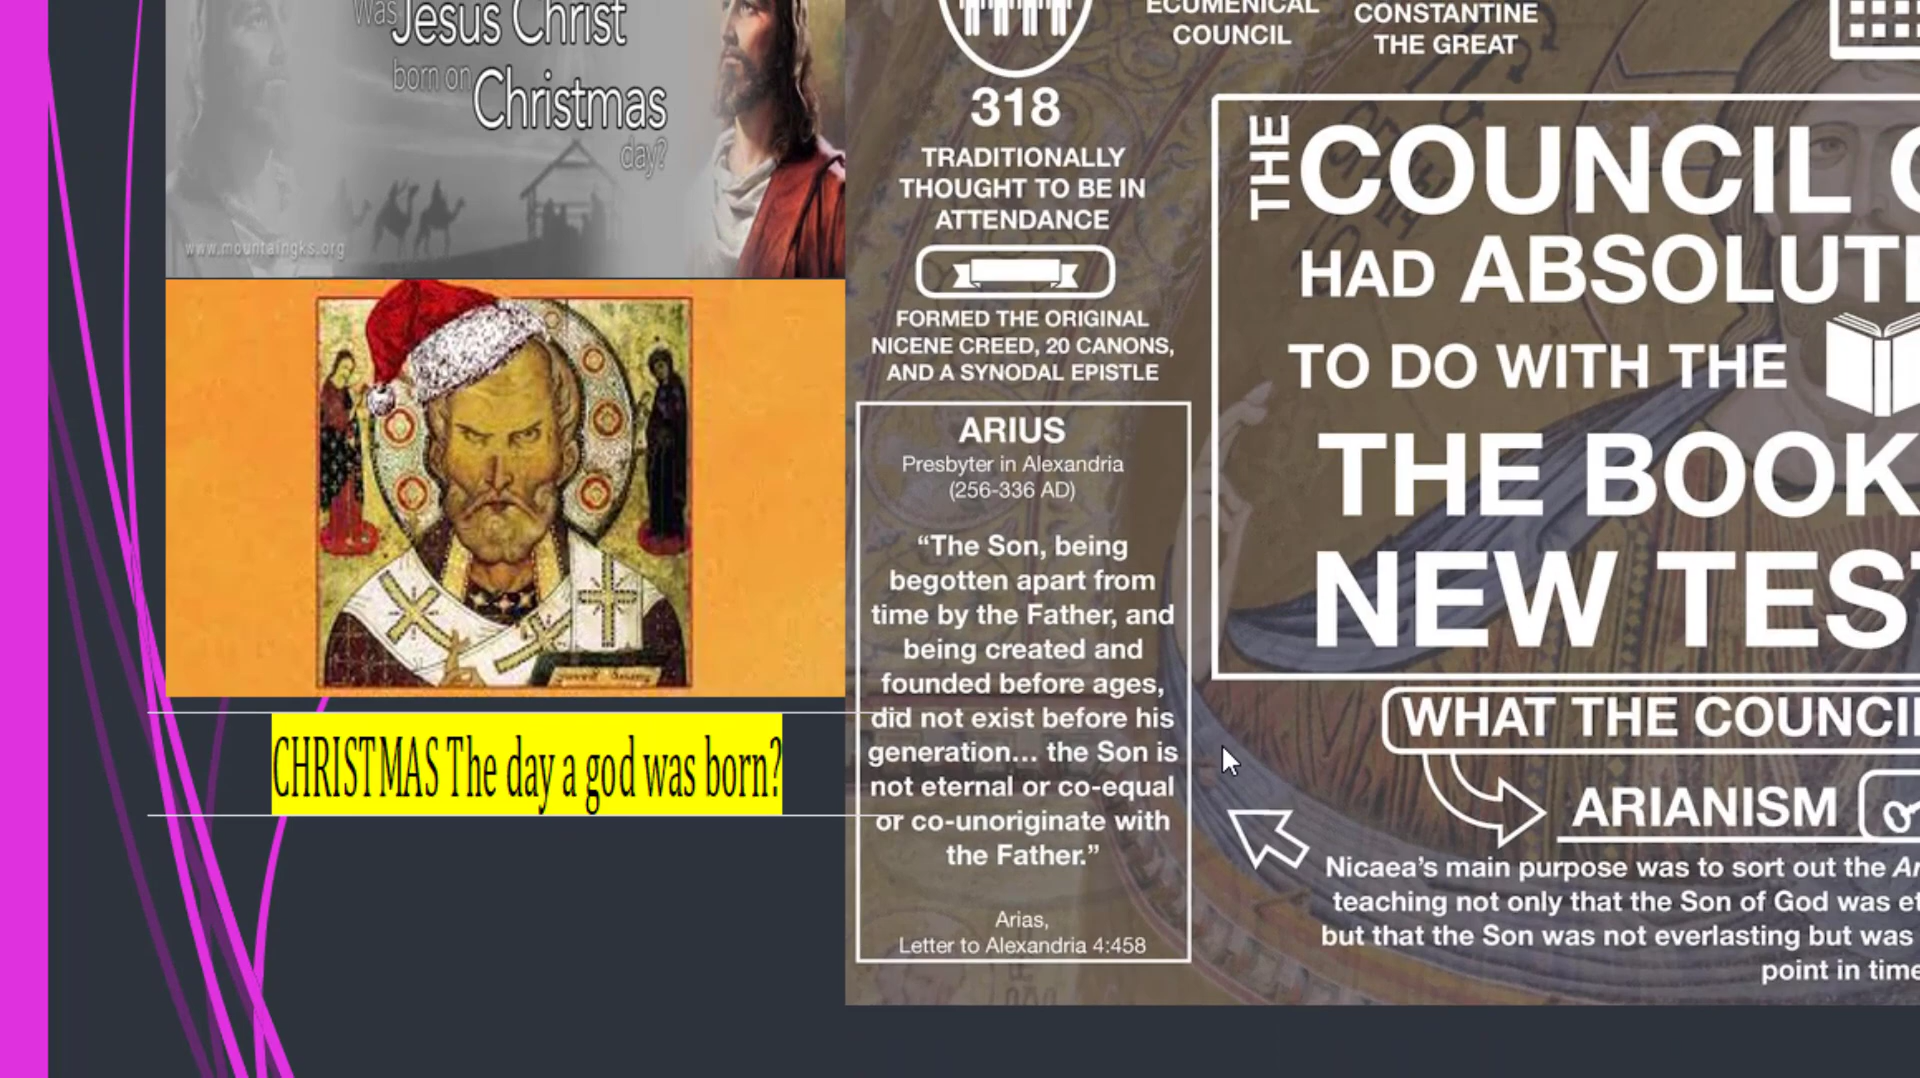 Was Jesus Christ
born on Christmas
day?
www.mountaingks.org
CHRISTMAS The day a god was born?
ECUMENICAL
COUNCIL
CONSTANTINE
THE GREAT
318
TRADITIONALLY
THOUGHT TO BE IN
ATTENDANCE
FORMED THE ORIGINAL
NICENE CREED, 20 CANONS,
AND A SYNODAL EPISTLE
ARIUS
Presbyter in Alexandria
(256-336 AD)
“The Son, being
begotten apart from
time by the Father, and
being created and
founded before ages,
did not exist before his
generation... the Son is
not eternal or co-equal
or co-unoriginate with
the Father.”
Arias,
Letter to Alexandria 4:458
THE COUNCIL
HAD
TO DO WITH THE
THE
NEW
WHAT THE
ARIANISM
Nicaea’s main purpose was to sort out the
teaching not only that the Son of God was
but that the Son was not everlasting but was
point in